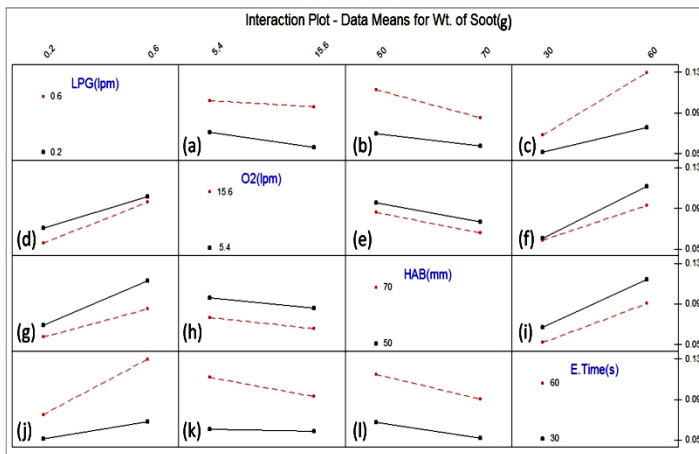 Interaction Plot - Data Means for Wt. of Soot(g)
0.2 0.6 5.4 15.6 50 70 30 60
LPG(lpm)
0.6
0.2
(a) (b) (c)
0.13
0.09
0.05
O2(lpm)
15.6
5.4
(d) (e) (f)
0.13
0.09
0.05
HAB(mm)
70
50
(g) (h) (i)
0.13
0.09
0.05
E.Time(s)
60
30
(j) (k) (l)
0.13
0.09
0.05